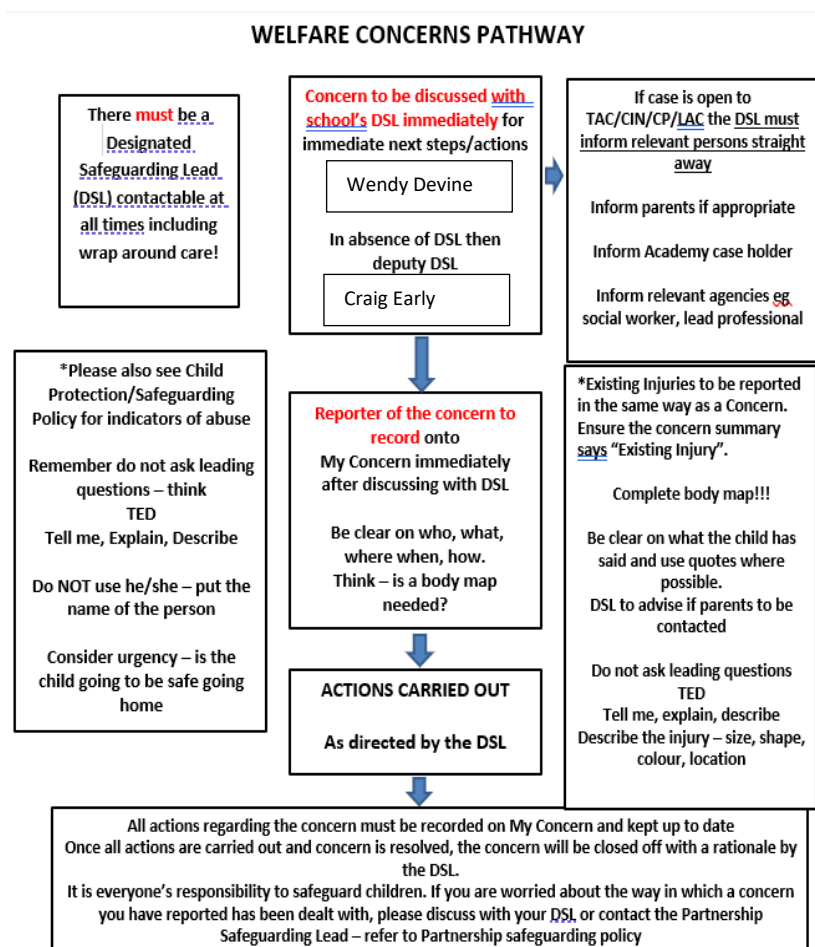 WELFARE CONCERNS PATHWAY
There must be a
Designated
Safeguarding Lead
(DSL) contactable at
all times including
wrap around care!
Concern to be discussed with
school's DSL immediately for
immediate next steps/actions
Wendy Devine
In absence of DSL then
deputy DSL
Craig Early
If case is open to
TAC/CIN/CP/LAC the DSL must
inform relevant persons straight
away
Inform parents if appropriate
Inform Academy case holder
Inform relevant agencies eg
social worker, lead professional
*Please also see Child
Protection/Safeguarding
Policy for indicators of abuse
Remember do not ask leading
questions – think
TED
Tell me, Explain, Describe
Do NOT use he/she – put the
name of the person
Consider urgency – is the
child going to be safe going
home
Reporter of the concern to
record onto
My Concern immediately
after discussing with DSL
Be clear on who, what,
where when, how.
Think – is a body map
needed?
*Existing Injuries to be reported
in the same way as a Concern.
Ensure the concern summary
says "Existing Injury".
Complete body map!!!
Be clear on what the child has
said and use quotes where
possible.
DSL to advise if parents to be
contacted
Do not ask leading questions
TED
Tell me, explain, describe
Describe the injury – size, shape,
colour, location
ACTIONS CARRIED OUT
As directed by the DSL
All actions regarding the concern must be recorded on My Concern and kept up to date
Once all actions are carried out and concern is resolved, the concern will be closed off with a rationale by
the DSL.
It is everyone's responsibility to safeguard children. If you are worried about the way in which a concern
you have reported has been dealt with, please discuss with your DSL or contact the Partnership
Safeguarding Lead – refer to Partnership safeguarding policy